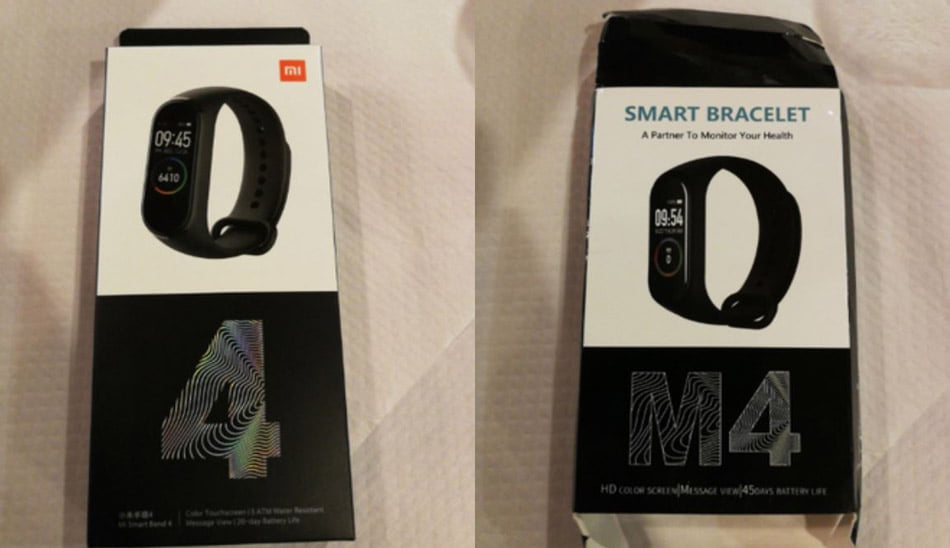 mi
09:45
6410
4
小米手环4
Mi Smart Band 4
Color Touchscreen | 5 ATM Water Resistant
Message View | 20-day Battery Life
SMART BRACELET
A Partner To Monitor Your Health
09:54
0
M4
HD COLOR SCREEN|MESSAGE VIEW|45DAYS BATTERY LIFE